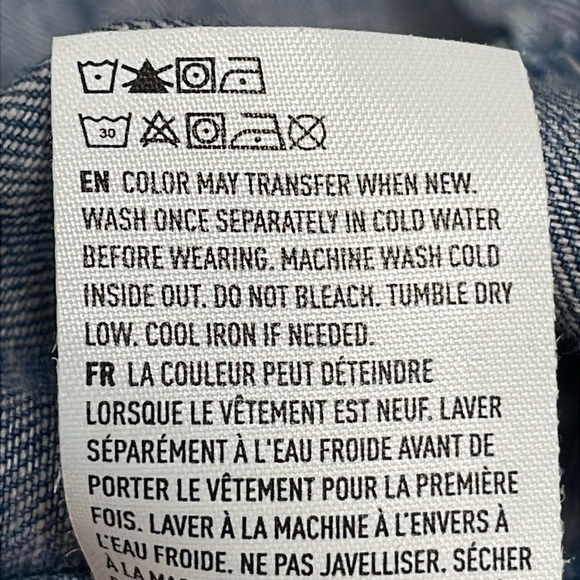 30
EN COLOR MAY TRANSFER WHEN NEW.
WASH ONCE SEPARATELY IN COLD WATER
BEFORE WEARING. MACHINE WASH COLD
INSIDE OUT. DO NOT BLEACH. TUMBLE DRY
LOW. COOL IRON IF NEEDED.
FR LA COULEUR PEUT DÉTEINDRE
LORSQUE LE VÊTEMENT EST NEUF. LAVER
SÉPARÉMENT À L'EAU FROIDE AVANT DE
PORTER LE VÊTEMENT POUR LA PREMIÈRE
FOIS. LAVER À LA MACHINE À L'ENVERS À
L'EAU FROIDE. NE PAS JAVELLISER. SÉCHER
À LA